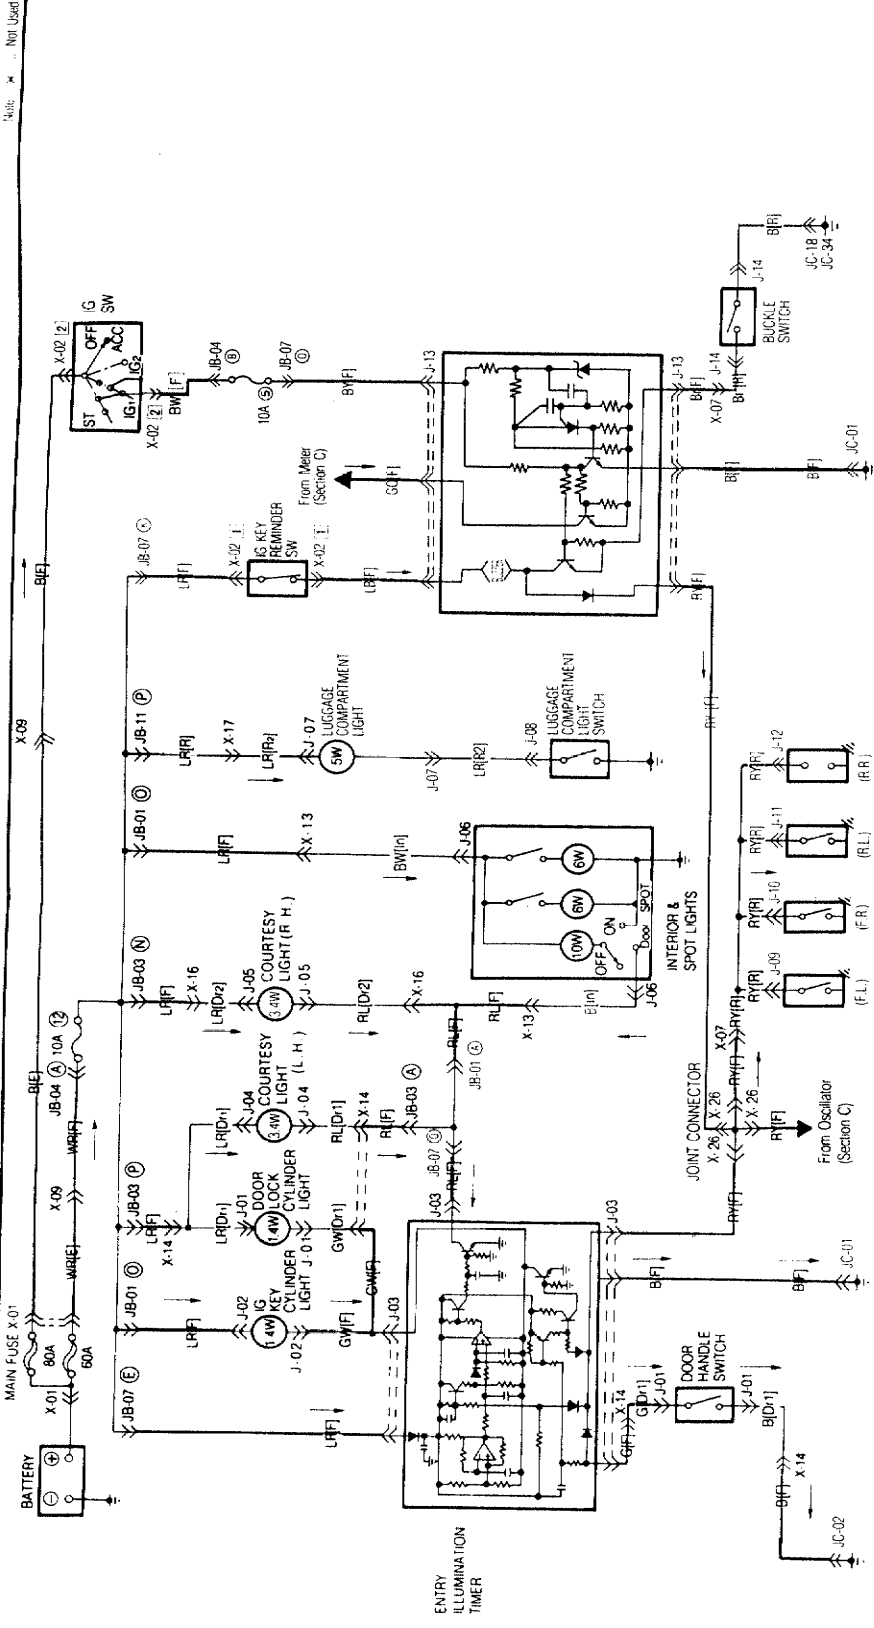 Not Used
MAIN FUSE X-01
80A
60A
X-01
BATTERY
X-09
WR[E]
WR[F]
B[E]
JB-04 (A)
10A (12)
X-09
B[E]
X-02 [2]
IG
SW
OFF
ACC
ST
IG1
IG2
X-02 [2]
BW [F]
JB-04
(B)
10A (5)
JB-07
(O)
BY[F]
J-13
JB-07 (E)
LR[F]
JB-01 (O)
LR[F]
J-02
1.4W
IG
KEY
CYLINDER
LIGHT
J-02
GW[F]
J-03
JB-03 (P)
LR[F]
X-14
LR[Dr1]
J-01
1.4W
DOOR
LOCK
CYLINDER
LIGHT
J-01
GW[Dr1]
GW[F]
LR[Dr1]
J-04
3.4W
COURTESY
LIGHT (L.H.)
J-04
RL[Dr1]
X-14
RL[F]
JB-03 (A)
JB-03 (N)
LR[F]
X-16
LR[Dr2]
J-05
3.4W
COURTESY
LIGHT (R.H.)
J-05
RL[Dr2]
X-16
RL[F]
RL[F]
JB-01 (A)
JB-07
RL[F]
J-03
X-13
B[In]
J-06
JB-01 (O)
LR[F]
X-13
BW[In]
J-06
6W
6W
10W
OFF
ON
Door
SPOT
INTERIOR &
SPOT LIGHTS
JB-11 (P)
LR[R]
X-17
LR[R2]
J-07
5W
LUGGAGE
COMPARTMENT
LIGHT
J-07
LR[R2]
J-08
LUGGAGE
COMPARTMENT
LIGHT
SWITCH
JB-07
LR[F]
X-02 [1]
IG KEY
REMINDER
SW
X-02 [1]
LB[F]
From Meter
(Section C)
J-13
RY[F]
B[F]
B[F]
JC-01
X-07
J-14
BUCKLE
SWITCH
J-14
B[R]
JC-18
JC-34
RY[F]
JOINT CONNECTOR
X-26
X-26
X-26
RY[F]
X-07
RY[R]
RY[F]
RY[F]
From Oscillator
(Section C)
RY[R]
J-09
(F.L.)
RY[R]
J-10
(F.R.)
RY[R]
J-11
(R.L.)
RY[R]
J-12
(R.R.)
ENTRY
ILLUMINATION
TIMER
J-03
B[F]
B[F]
JC-01
X-14
G[F]
G[Dr1]
J-01
DOOR
HANDLE
SWITCH
J-01
B[Dr1]
X-14
B[F]
JC-02